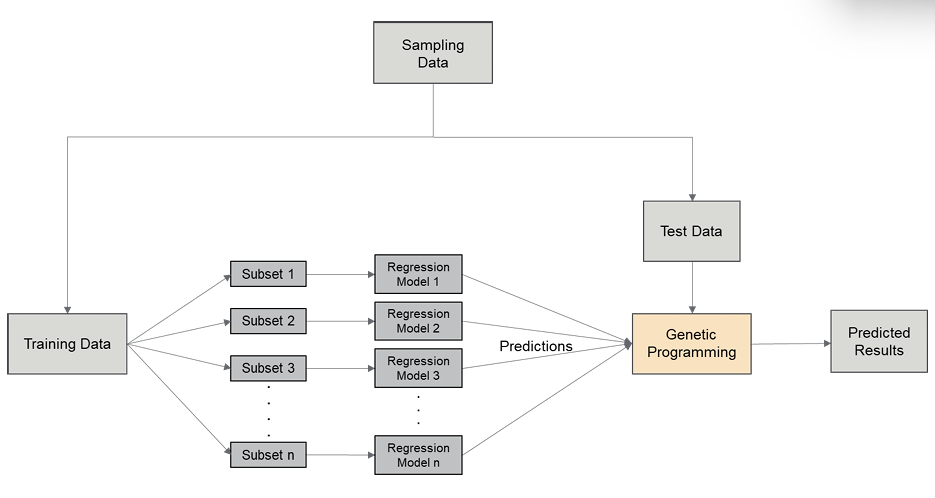 Sampling
Data
Test Data
Training Data
Subset 1
Regression
Model 1
Subset 2
Regression
Model 2
Subset 3
Regression
Model 3
Subset n
Regression
Model n
Predictions
Genetic
Programming
Predicted
Results